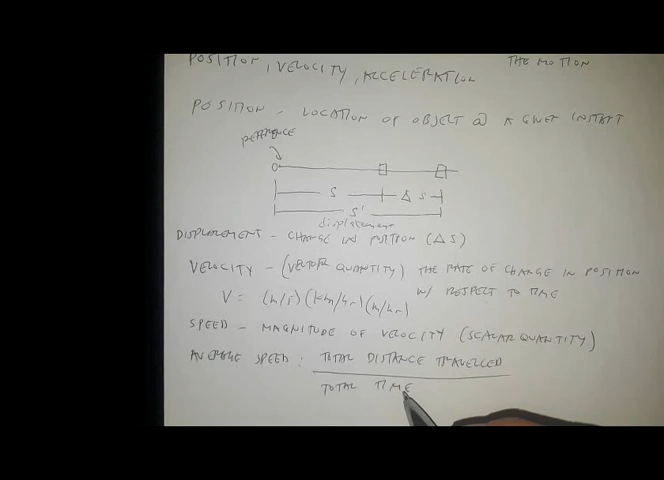 POSITION, VELOCITY, ACCELERATION
THE MOTION
POSITION - LOCATION OF OBJECT @ A GIVEN INSTANT
REFERENCE
O
S Δ S
S'
displacement
DISPLACEMENT - CHANGE IN POSITION (Δ S)
VELOCITY - (VECTOR QUANTITY) THE RATE OF CHANGE IN POSITION
W/ RESPECT TO TIME
V = (m/s) (km/hr) (m/hr)
SPEED - MAGNITUDE OF VELOCITY (SCALAR QUANTITY)
AVERAGE SPEED : TOTAL DISTANCE TRAVELLED
TOTAL TIME